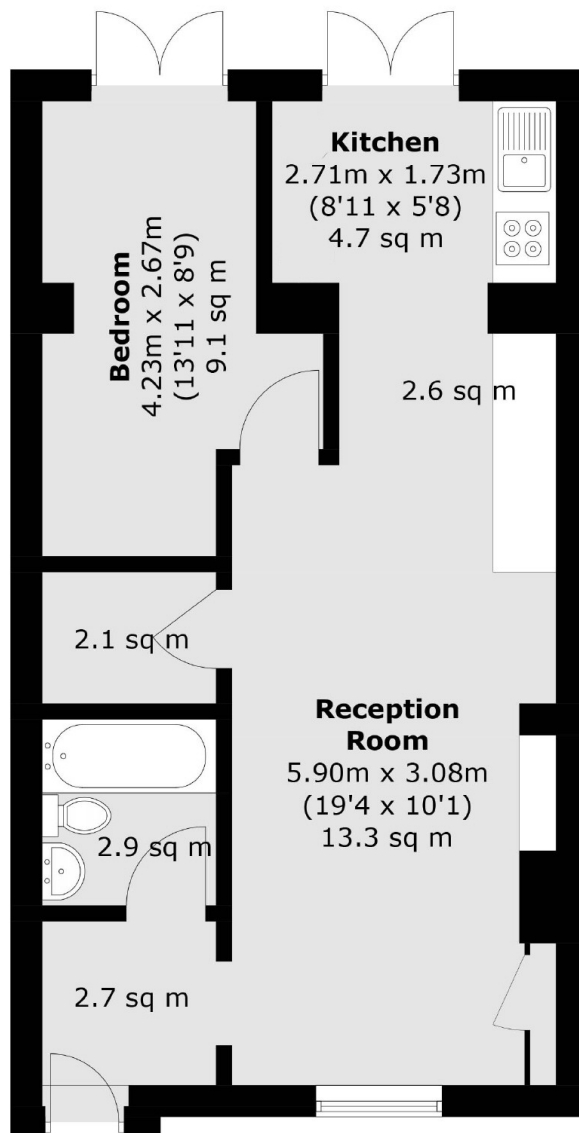 Kitchen
2.71m x 1.73m
(8'11 x 5'8)
4.7 sq m
Bedroom
4.23m x 2.67m
(13'11 x 8'9)
9.1 sq m
2.6 sq m
2.1 sq m
Reception
Room
5.90m x 3.08m
(19'4 x 10'1)
13.3 sq m
2.9 sq m
2.7 sq m